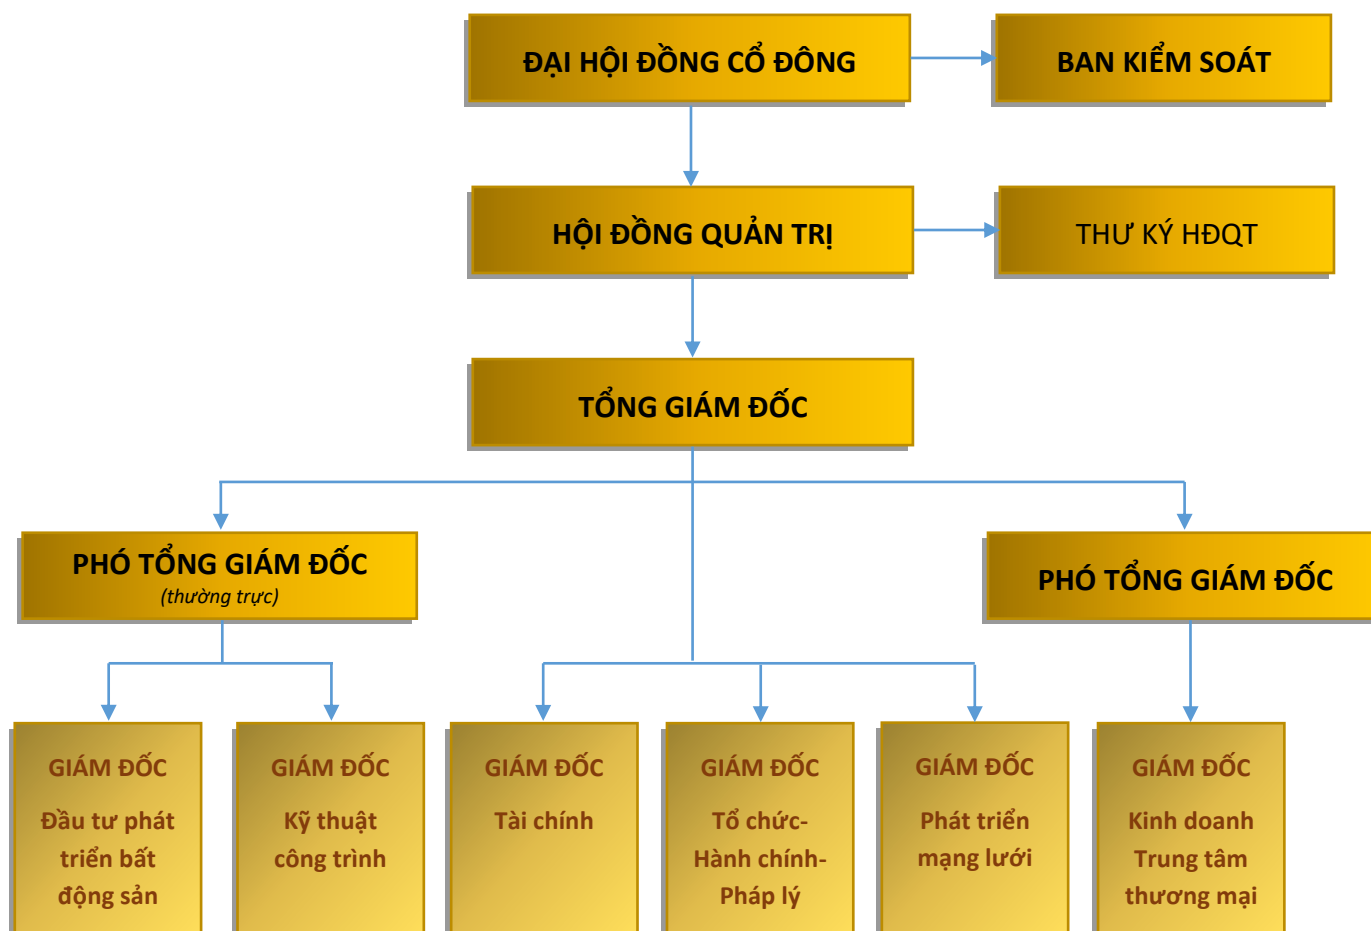 ĐẠI HỘI ĐỒNG CỔ ĐÔNG
BAN KIỂM SOÁT
HỘI ĐỒNG QUẢN TRỊ
THƯ KÝ HĐQT
TỔNG GIÁM ĐỐC
PHÓ TỔNG GIÁM ĐỐC
(thường trực)
PHÓ TỔNG GIÁM ĐỐC
GIÁM ĐỐC
Đầu tư phát
triển bất
động sản
GIÁM ĐỐC
Kỹ thuật
công trình
GIÁM ĐỐC
Tài chính
GIÁM ĐỐC
Tổ chức-
Hành chính-
Pháp lý
GIÁM ĐỐC
Phát triển
mạng lưới
GIÁM ĐỐC
Kinh doanh
Trung tâm
thương mại